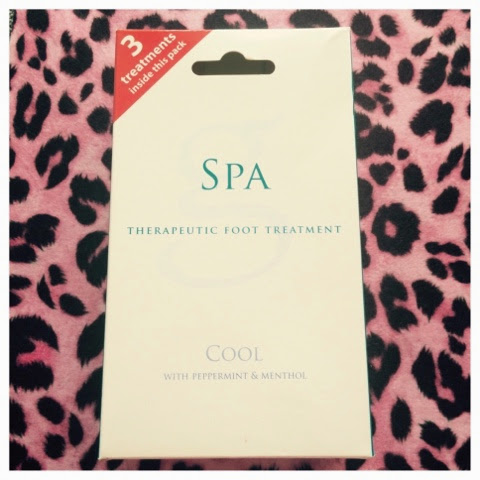 3
treatments
inside this pack
g
SPA
THERAPEUTIC FOOT TREATMENT
COOL
WITH PEPPERMINT & MENTHOL